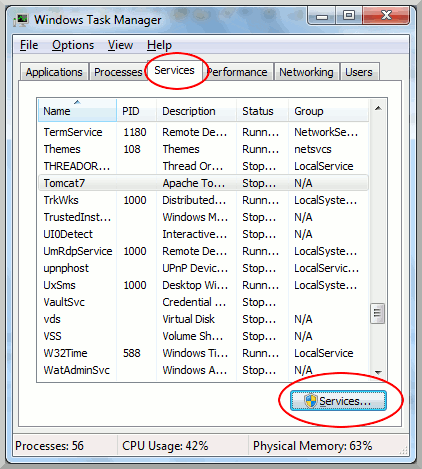 Windows Task Manager
File Options View Help
Applications Processes Services Performance Networking Users
Name PID Description Status Group
TermService 1180 Remote De... Runn... NetworkSe...
Themes 108 Themes Runn... netsvcs
THREADOR... Thread Or... Stop... LocalService
Tomcat7 Apache To... Stop... N/A
TrkWks 1000 Distributed... Runn... LocalSyste...
TrustedInst... Windows M... Stop... N/A
UI0Detect Interactive... Stop... N/A
UmRdpService 1000 Remote De... Runn... LocalSyste...
upnphost UPnP Devic... Stop... LocalServic...
UxSms 1000 Desktop Wi... Runn... LocalSyste...
VaultSvc Credential ... Stop...
vds Virtual Disk Stop... N/A
VSS Volume Sh... Stop... N/A
W32Time 588 Windows Ti... Runn... LocalService
WatAdminSvc Windows A... Stop... N/A
Services...
Processes: 56 CPU Usage: 42% Physical Memory: 63%